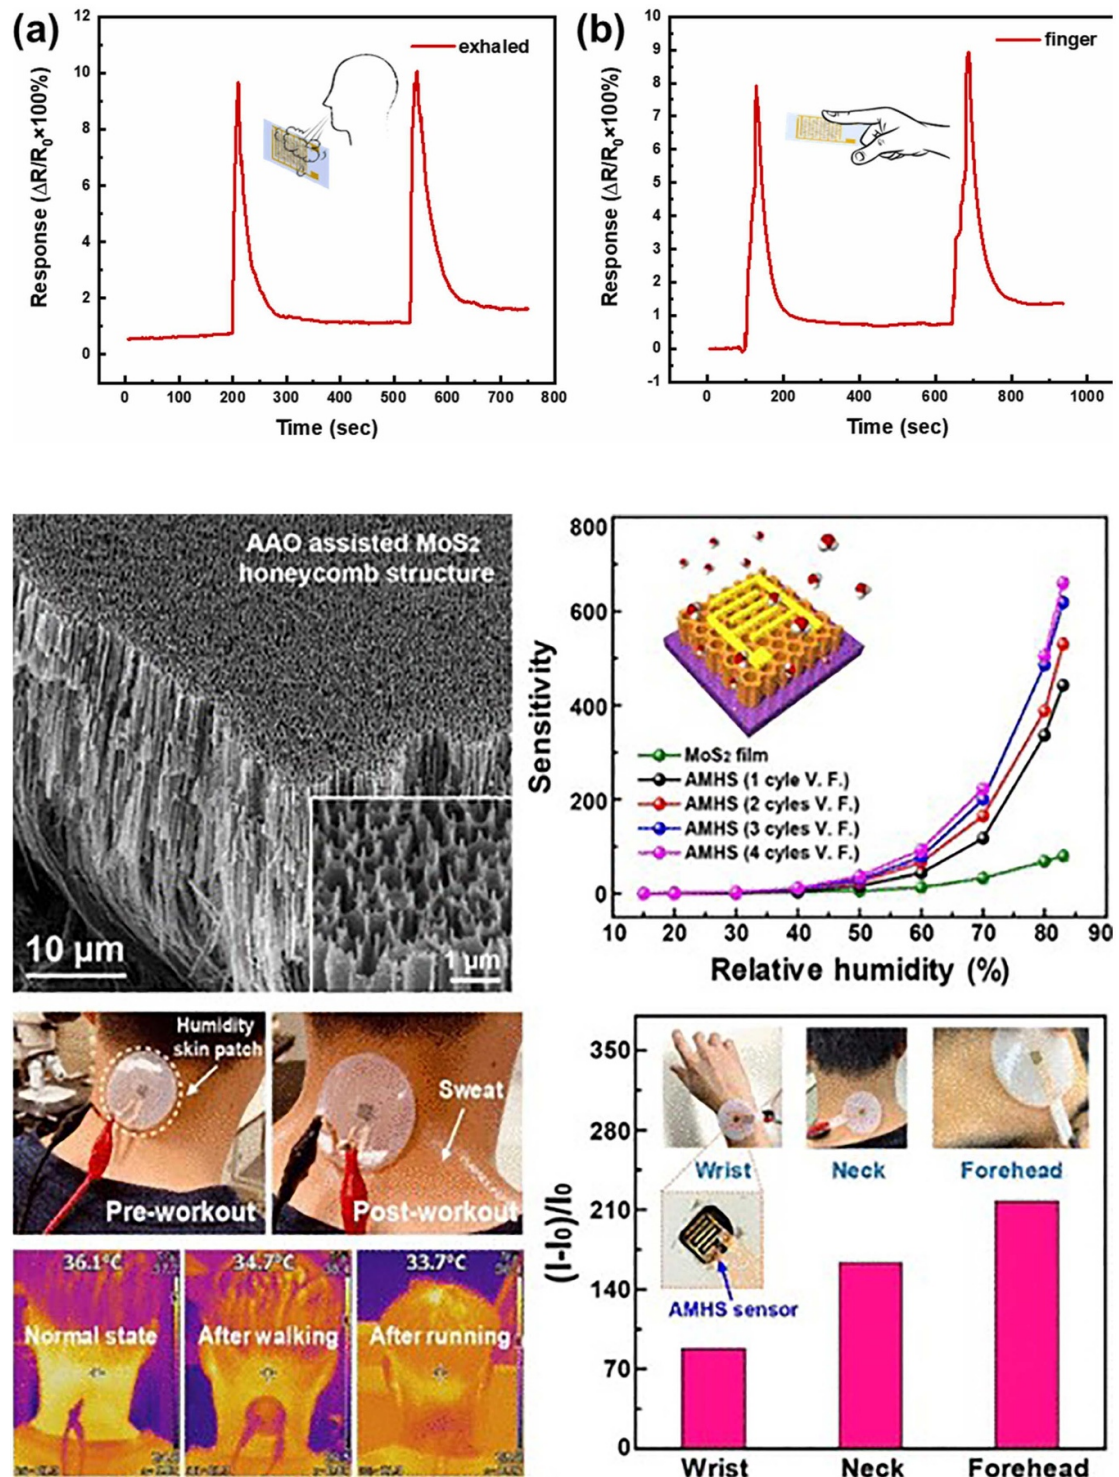 (a)
exhaled
12
10
8
6
4
2
0
Response (ΔR/R0×100%)
0 100 200 300 400 500 600 700 800
Time (sec)
(b)
finger
10
9
8
7
6
5
4
3
2
1
0
-1
Response (ΔR/R0×100%)
0 200 400 600 800 1000
Time (sec)
AAO assisted MoS2
honeycomb structure
10 μm
1 μm
800
600
400
200
0
Sensitivity
MoS2 film
AMHS (1 cyle V. F.)
AMHS (2 cyles V. F.)
AMHS (3 cyles V. F.)
AMHS (4 cyles V. F.)
10 20 30 40 50 60 70 80 90
Relative humidity (%)
Humidity
skin patch
Pre-workout
Sweat
Post-workout
36.1°C
Normal state
34.7°C
After walking
33.7°C
After running
350
280
210
140
70
0
(I-I0)/I0
Wrist Neck Forehead
AMHS sensor
Wrist Neck Forehead